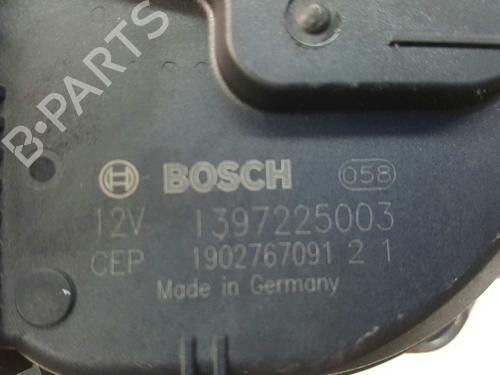 B-PARTS
BOSCH 058
12V 1397225003
CEP 1902767091 2 1
Made in Germany